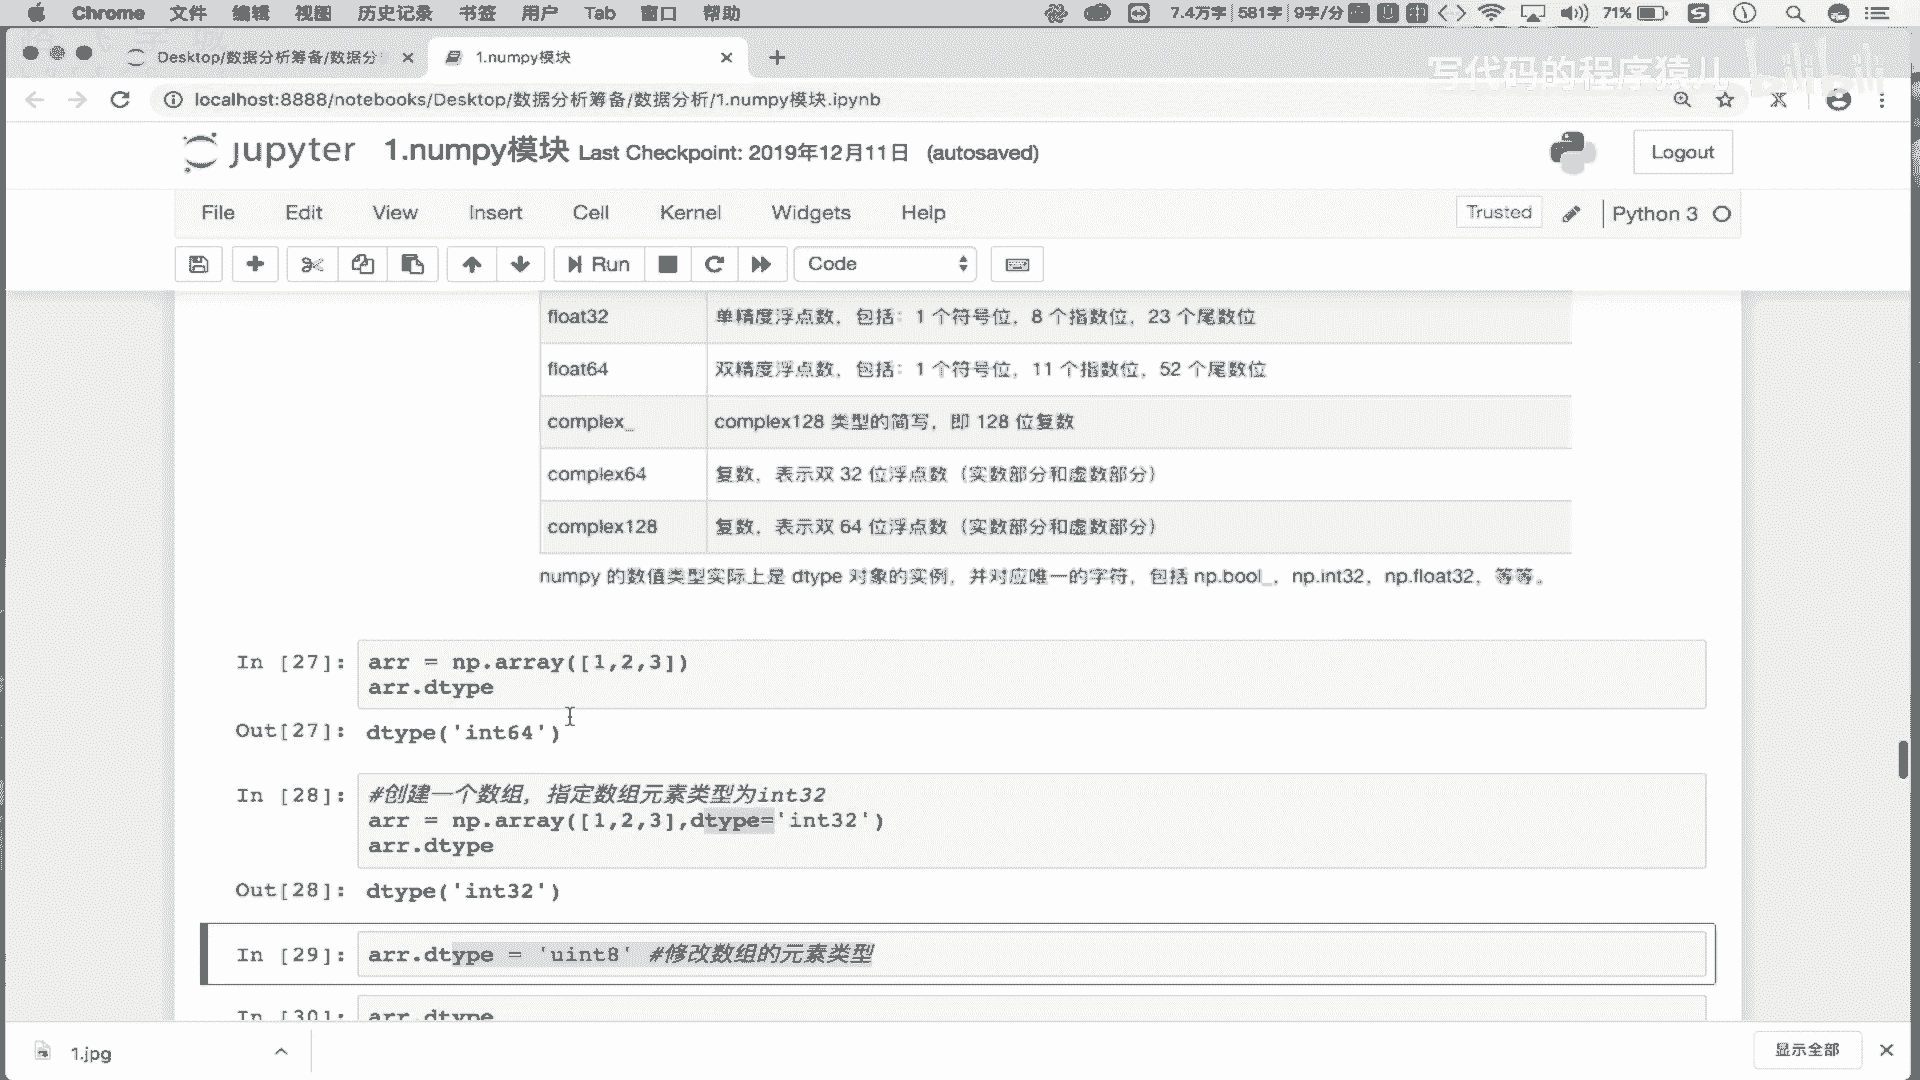 Chrome 文件 编辑 视图 历史记录 书签 用户 Tab 窗口 帮助 7.4万字 581字 9字/分 71%
Desktop/数据分析筹备/数据分 1.numpy模块
写代码的程序猿儿 bilibili
localhost:8888/notebooks/Desktop/数据分析筹备/数据分析/1.numpy模块.ipynb
jupyter 1.numpy模块 Last Checkpoint: 2019年12月11日 (autosaved) Logout
File Edit View Insert Cell Kernel Widgets Help Trusted Python 3
Run Code
float32 单精度浮点数，包括：1 个符号位，8 个指数位，23 个尾数位
float64 双精度浮点数，包括：1 个符号位，11 个指数位，52 个尾数位
complex_ complex128 类型的简写，即 128 位复数
complex64 复数，表示双 32 位浮点数（实数部分和虚数部分）
complex128 复数，表示双 64 位浮点数（实数部分和虚数部分）
numpy 的数值类型实际上是 dtype 对象的实例，并对应唯一的字符，包括 np.bool_，np.int32，np.float32，等等。
In [27]: arr = np.array([1,2,3])
arr.dtype
Out[27]: dtype('int64')
In [28]: #创建一个数组，指定数组元素类型为int32
arr = np.array([1,2,3],dtype='int32')
arr.dtype
Out[28]: dtype('int32')
In [29]: arr.dtype = 'uint8' #修改数组的元素类型
In [30]: arr.dtype
1.jpg 显示全部